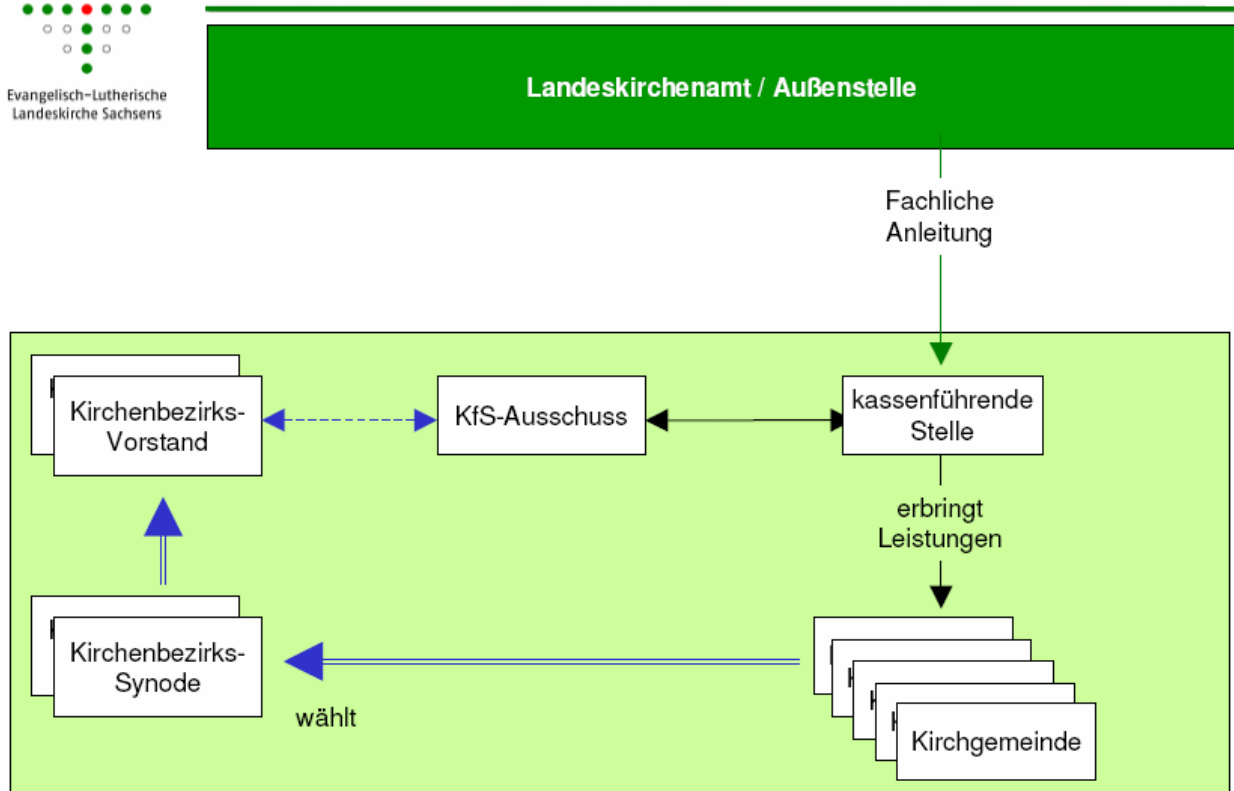 Evangelisch-Lutherische
Landeskirche Sachsens
Landeskirchenamt / Außenstelle
Fachliche
Anleitung
Kirchenbezirks-
Vorstand
KfS-Ausschuss
kassenführende
Stelle
erbringt
Leistungen
Kirchenbezirks-
Synode
wählt
Kirchgemeinde